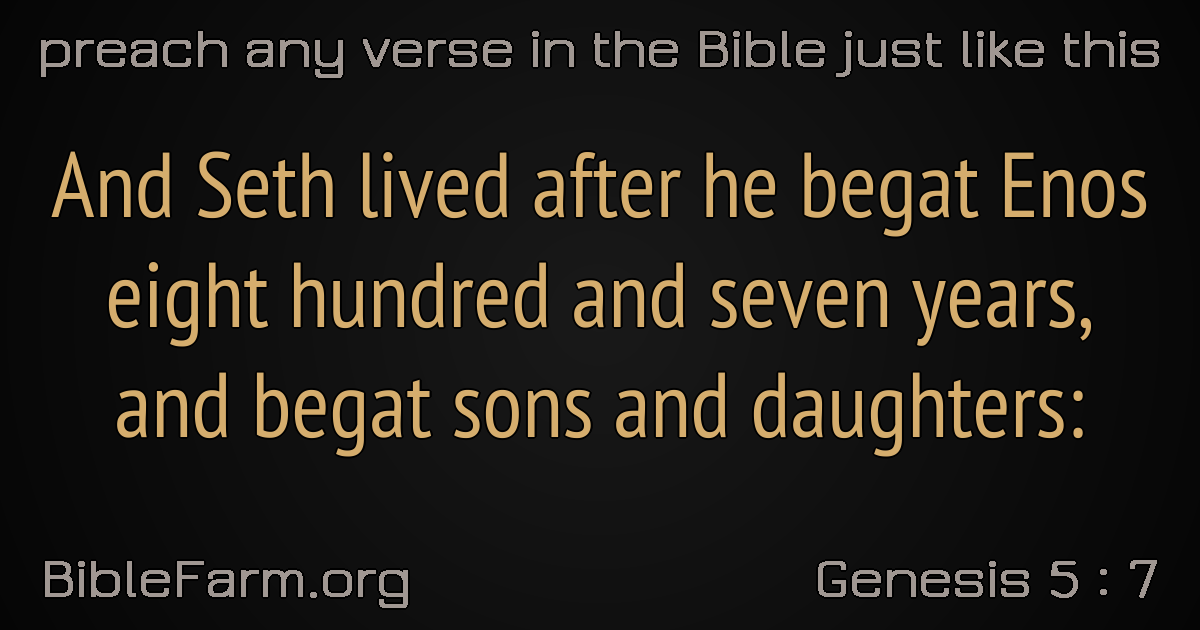 preach any verse in the Bible just like this
And Seth lived after he begat Enos
eight hundred and seven years,
and begat sons and daughters:
BibleFarm.org
Genesis 5 : 7